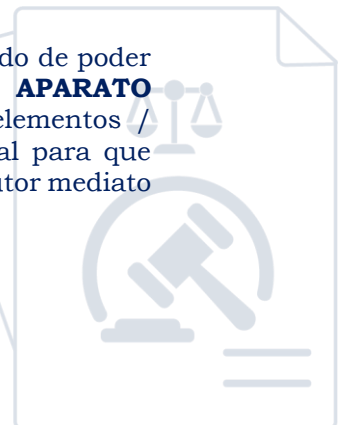 do de poder
APARATO
elementos /
al para que
utor mediato